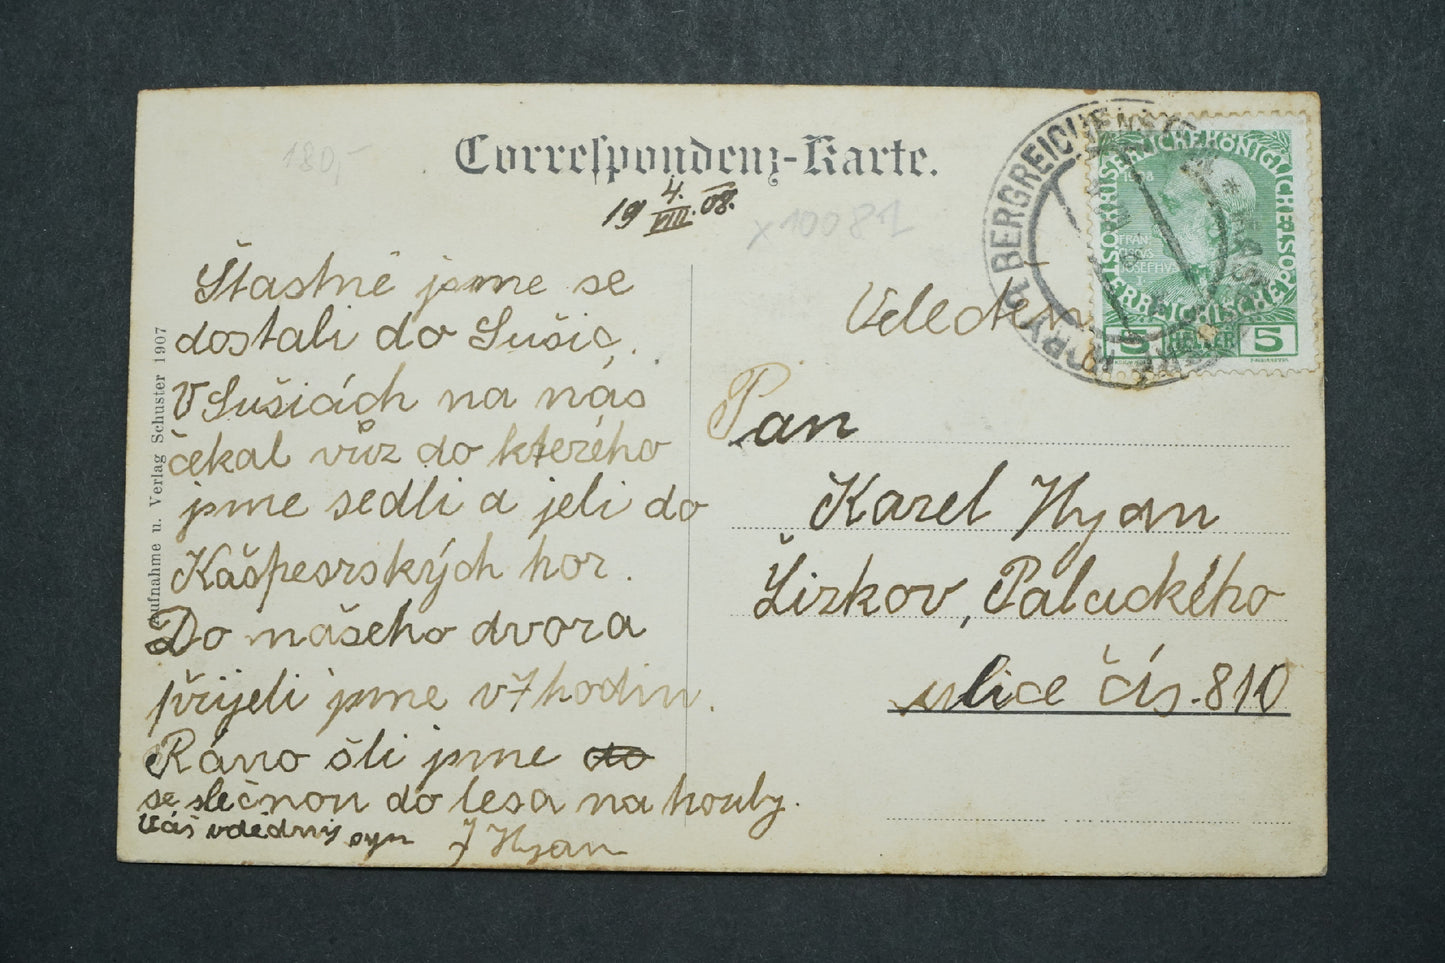 Correspondenz-Karte.
180,-
19 4./VIII. 08.
x10081
Šťastně jsme se
dostali do Sušic.
V Sušicích na nás
čekal vůz do kterého
jsme sedli a jeli do
Kašperských hor.
Do našeho dvora
přijeli jsme v 7 hodin.
Ráno šli jsme do
se slečnou do lesa na houby.
Váš vděčný syn J Hyan
Aufnahme u. Verlag Schuster 1907
BERGREICHENSTEIN
KAISERLICHE KÖNIGLICHE ÖSTERREICHISCHE POST
1908
5 HELLER 5
Pan
Karel Hyan
Žižkov, Palackého
ulice čís. 810